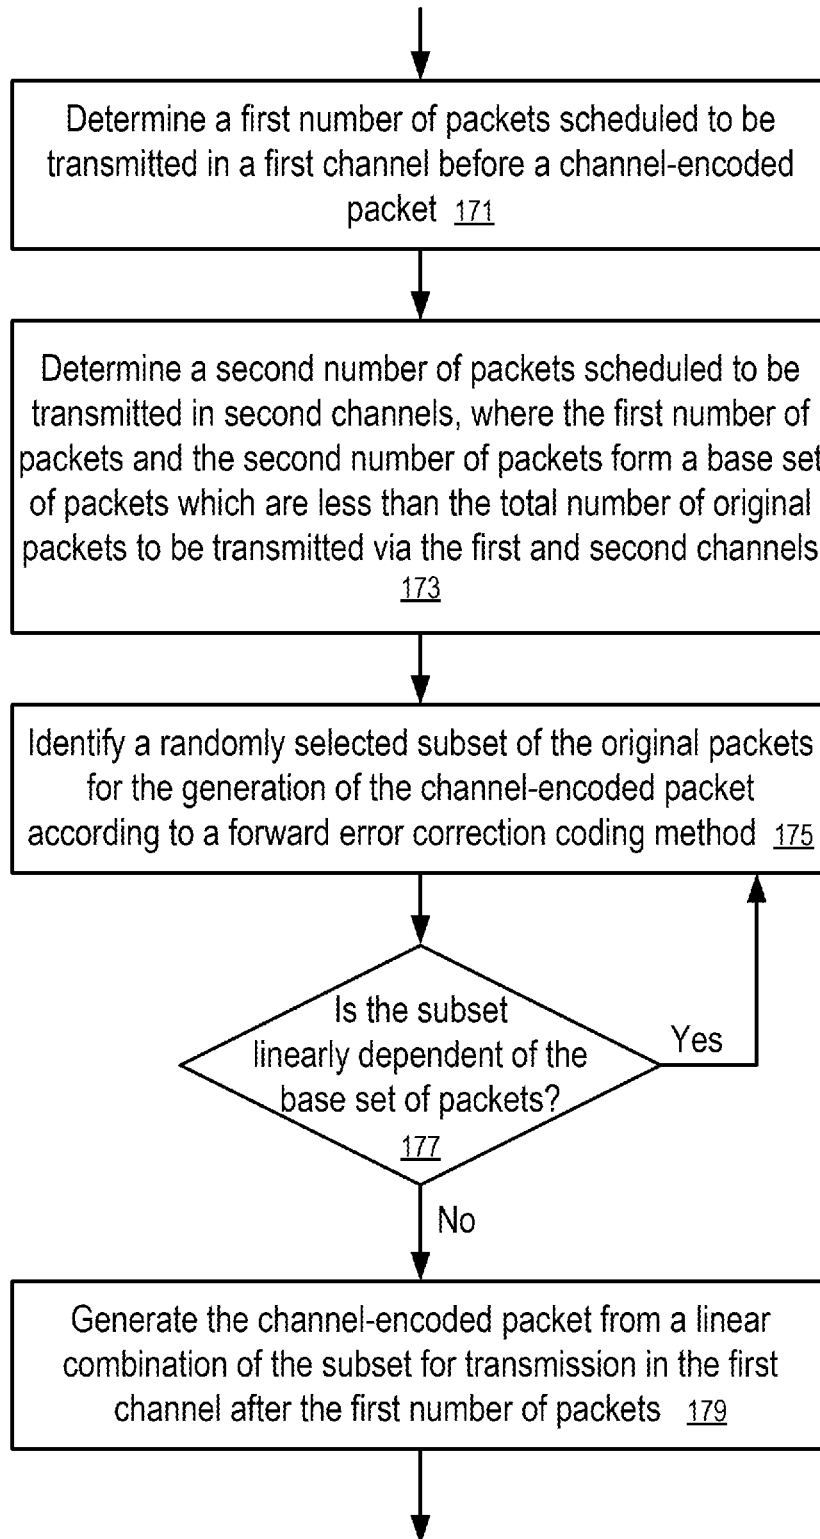 Determine a first number of packets scheduled to be
transmitted in a first channel before a channel-encoded
packet 171
Determine a second number of packets scheduled to be
transmitted in second channels, where the first number of
packets and the second number of packets form a base set
of packets which are less than the total number of original
packets to be transmitted via the first and second channels
173
Identify a randomly selected subset of the original packets
for the generation of the channel-encoded packet
according to a forward error correction coding method 175
Is the subset
linearly dependent of the
base set of packets?
177
Yes
No
Generate the channel-encoded packet from a linear
combination of the subset for transmission in the first
channel after the first number of packets 179